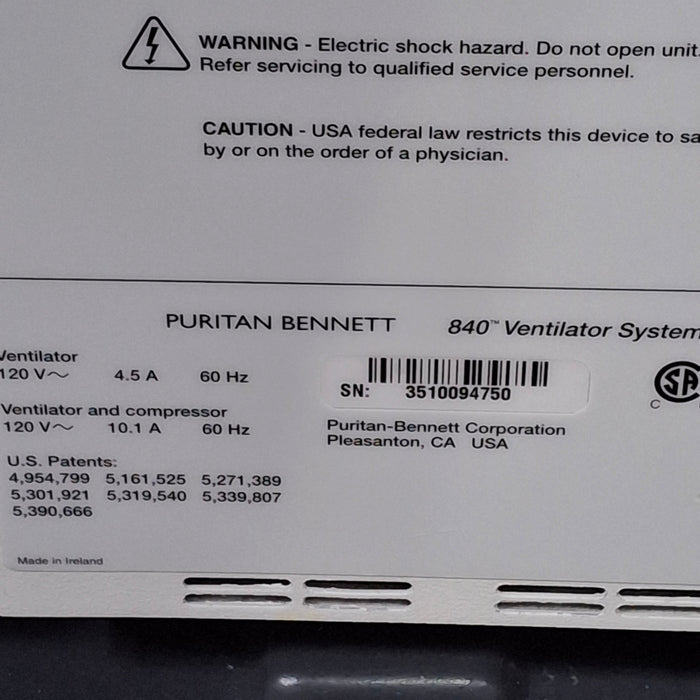 WARNING - Electric shock hazard. Do not open unit.
Refer servicing to qualified service personnel.
CAUTION - USA federal law restricts this device to sa
by or on the order of a physician.
PURITAN BENNETT 840™ Ventilator System
Ventilator
120 V~ 4.5 A 60 Hz
SN: 3510094750
Ventilator and compressor
120 V~ 10.1 A 60 Hz
Puritan-Bennett Corporation
Pleasanton, CA USA
C SA
U.S. Patents:
4,954,799 5,161,525 5,271,389
5,301,921 5,319,540 5,339,807
5,390,666
Made in Ireland